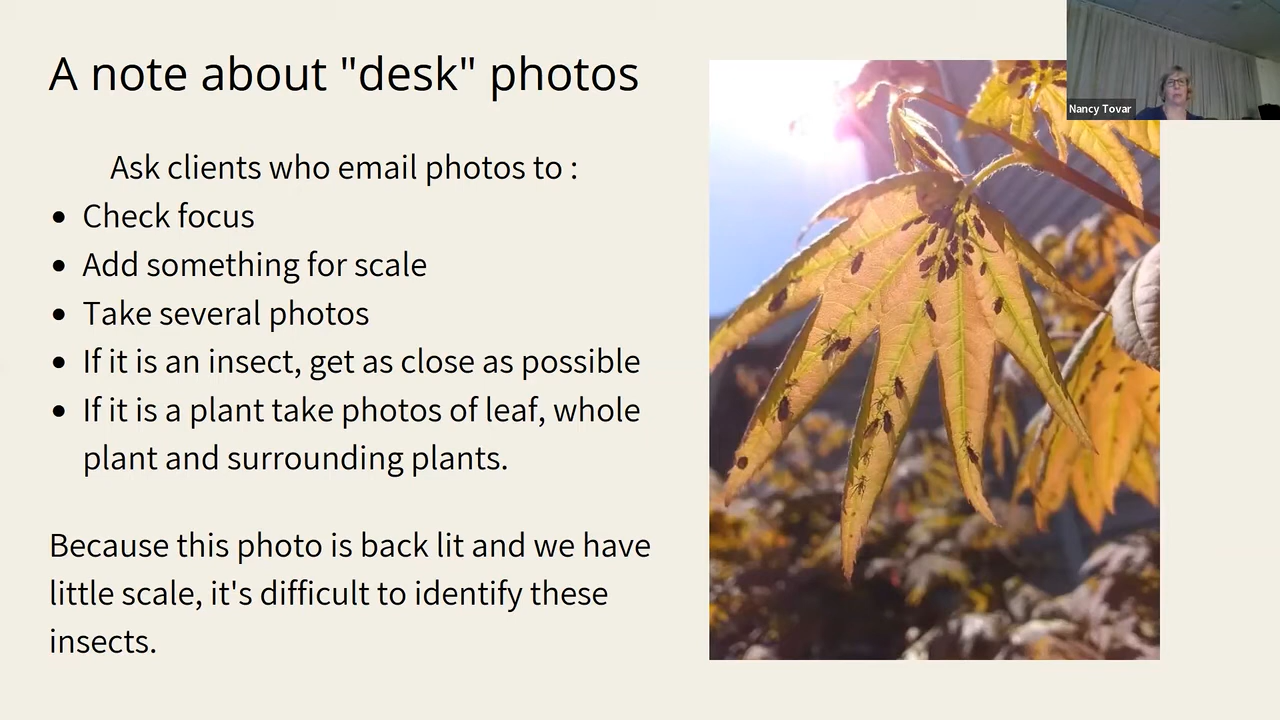 A note about "desk" photos
Ask clients who email photos to :
• Check focus
• Add something for scale
• Take several photos
• If it is an insect, get as close as possible
• If it is a plant take photos of leaf, whole
plant and surrounding plants.
Because this photo is back lit and we have
little scale, it's difficult to identify these
insects.
Nancy Tovar